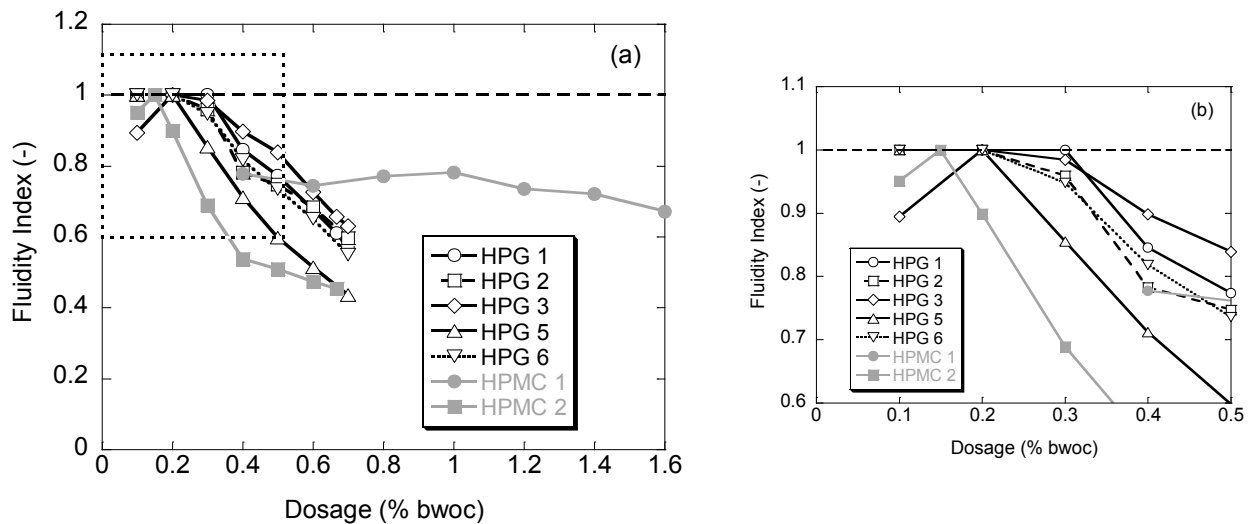 (a)
1.2
1
0.8
0.6
0.4
0.2
0
Fluidity Index (-)
HPG 1
HPG 2
HPG 3
HPG 5
HPG 6
HPMC 1
HPMC 2
0 0.2 0.4 0.6 0.8 1 1.2 1.4 1.6
Dosage (% bwoc)
(b)
1.1
1
0.9
0.8
0.7
0.6
Fluidity Index (-)
HPG 1
HPG 2
HPG 3
HPG 5
HPG 6
HPMC 1
HPMC 2
0 0.1 0.2 0.3 0.4 0.5
Dosage (% bwoc)